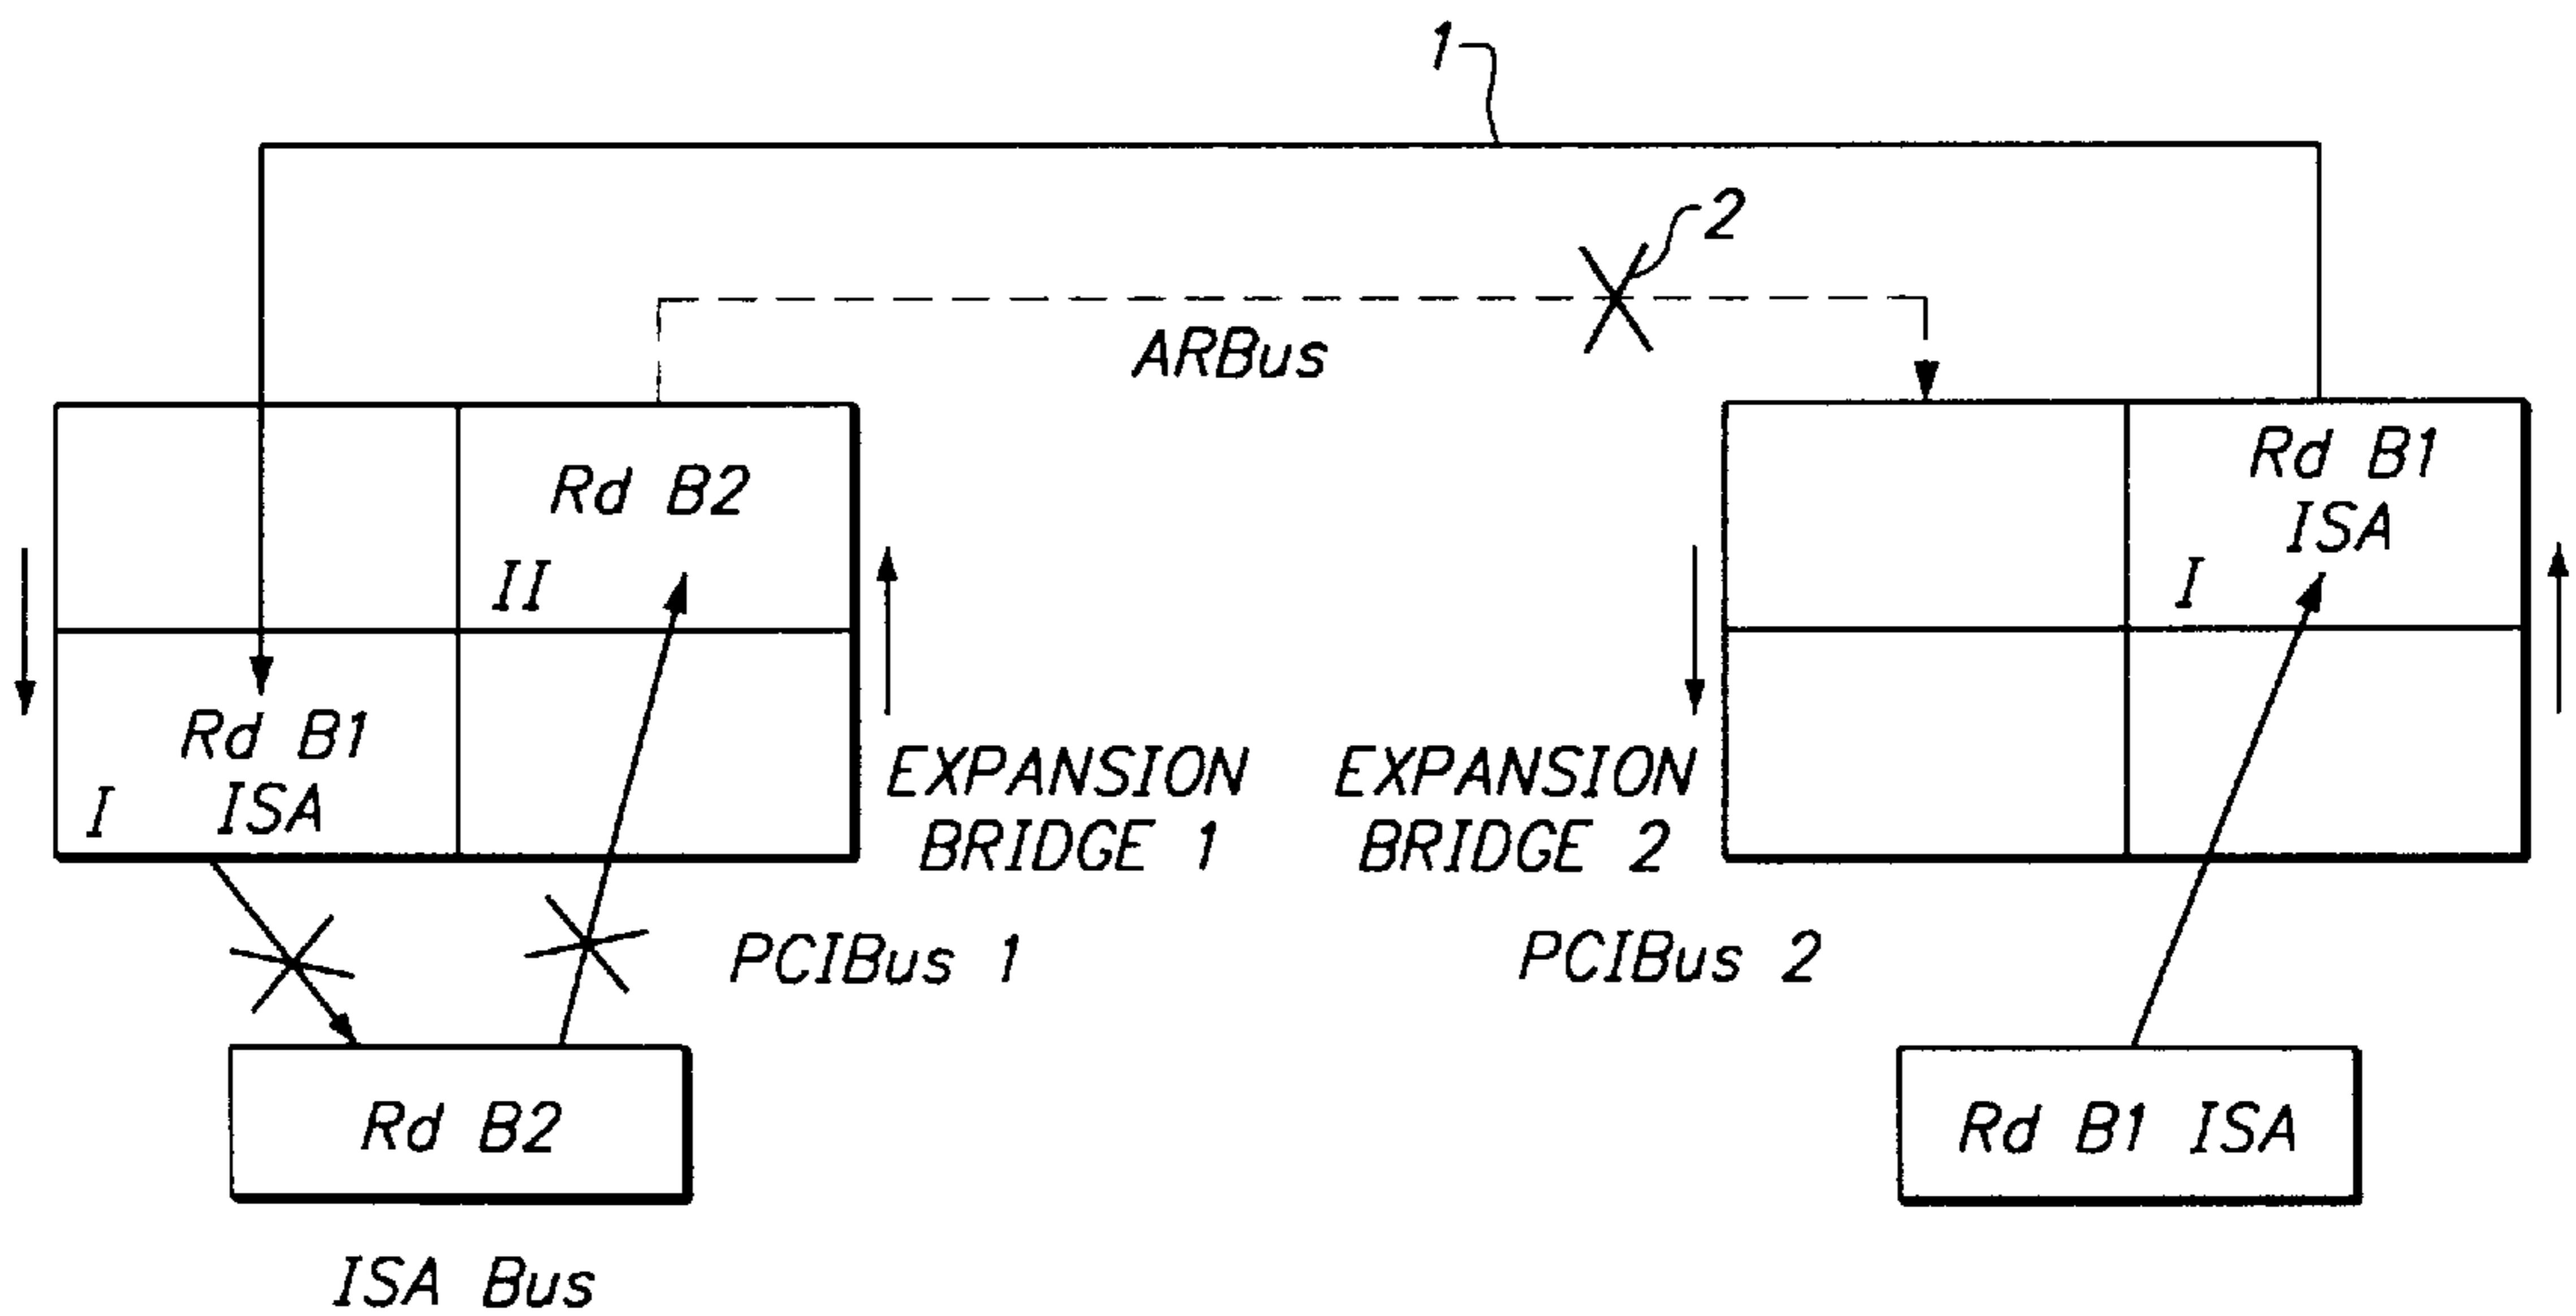 1
2
ARBus
Rd B2
II
Rd B1
ISA
I
Rd B1
ISA
I
EXPANSION
BRIDGE 1
EXPANSION
BRIDGE 2
PCIBus 1
PCIBus 2
Rd B2
Rd B1 ISA
ISA Bus